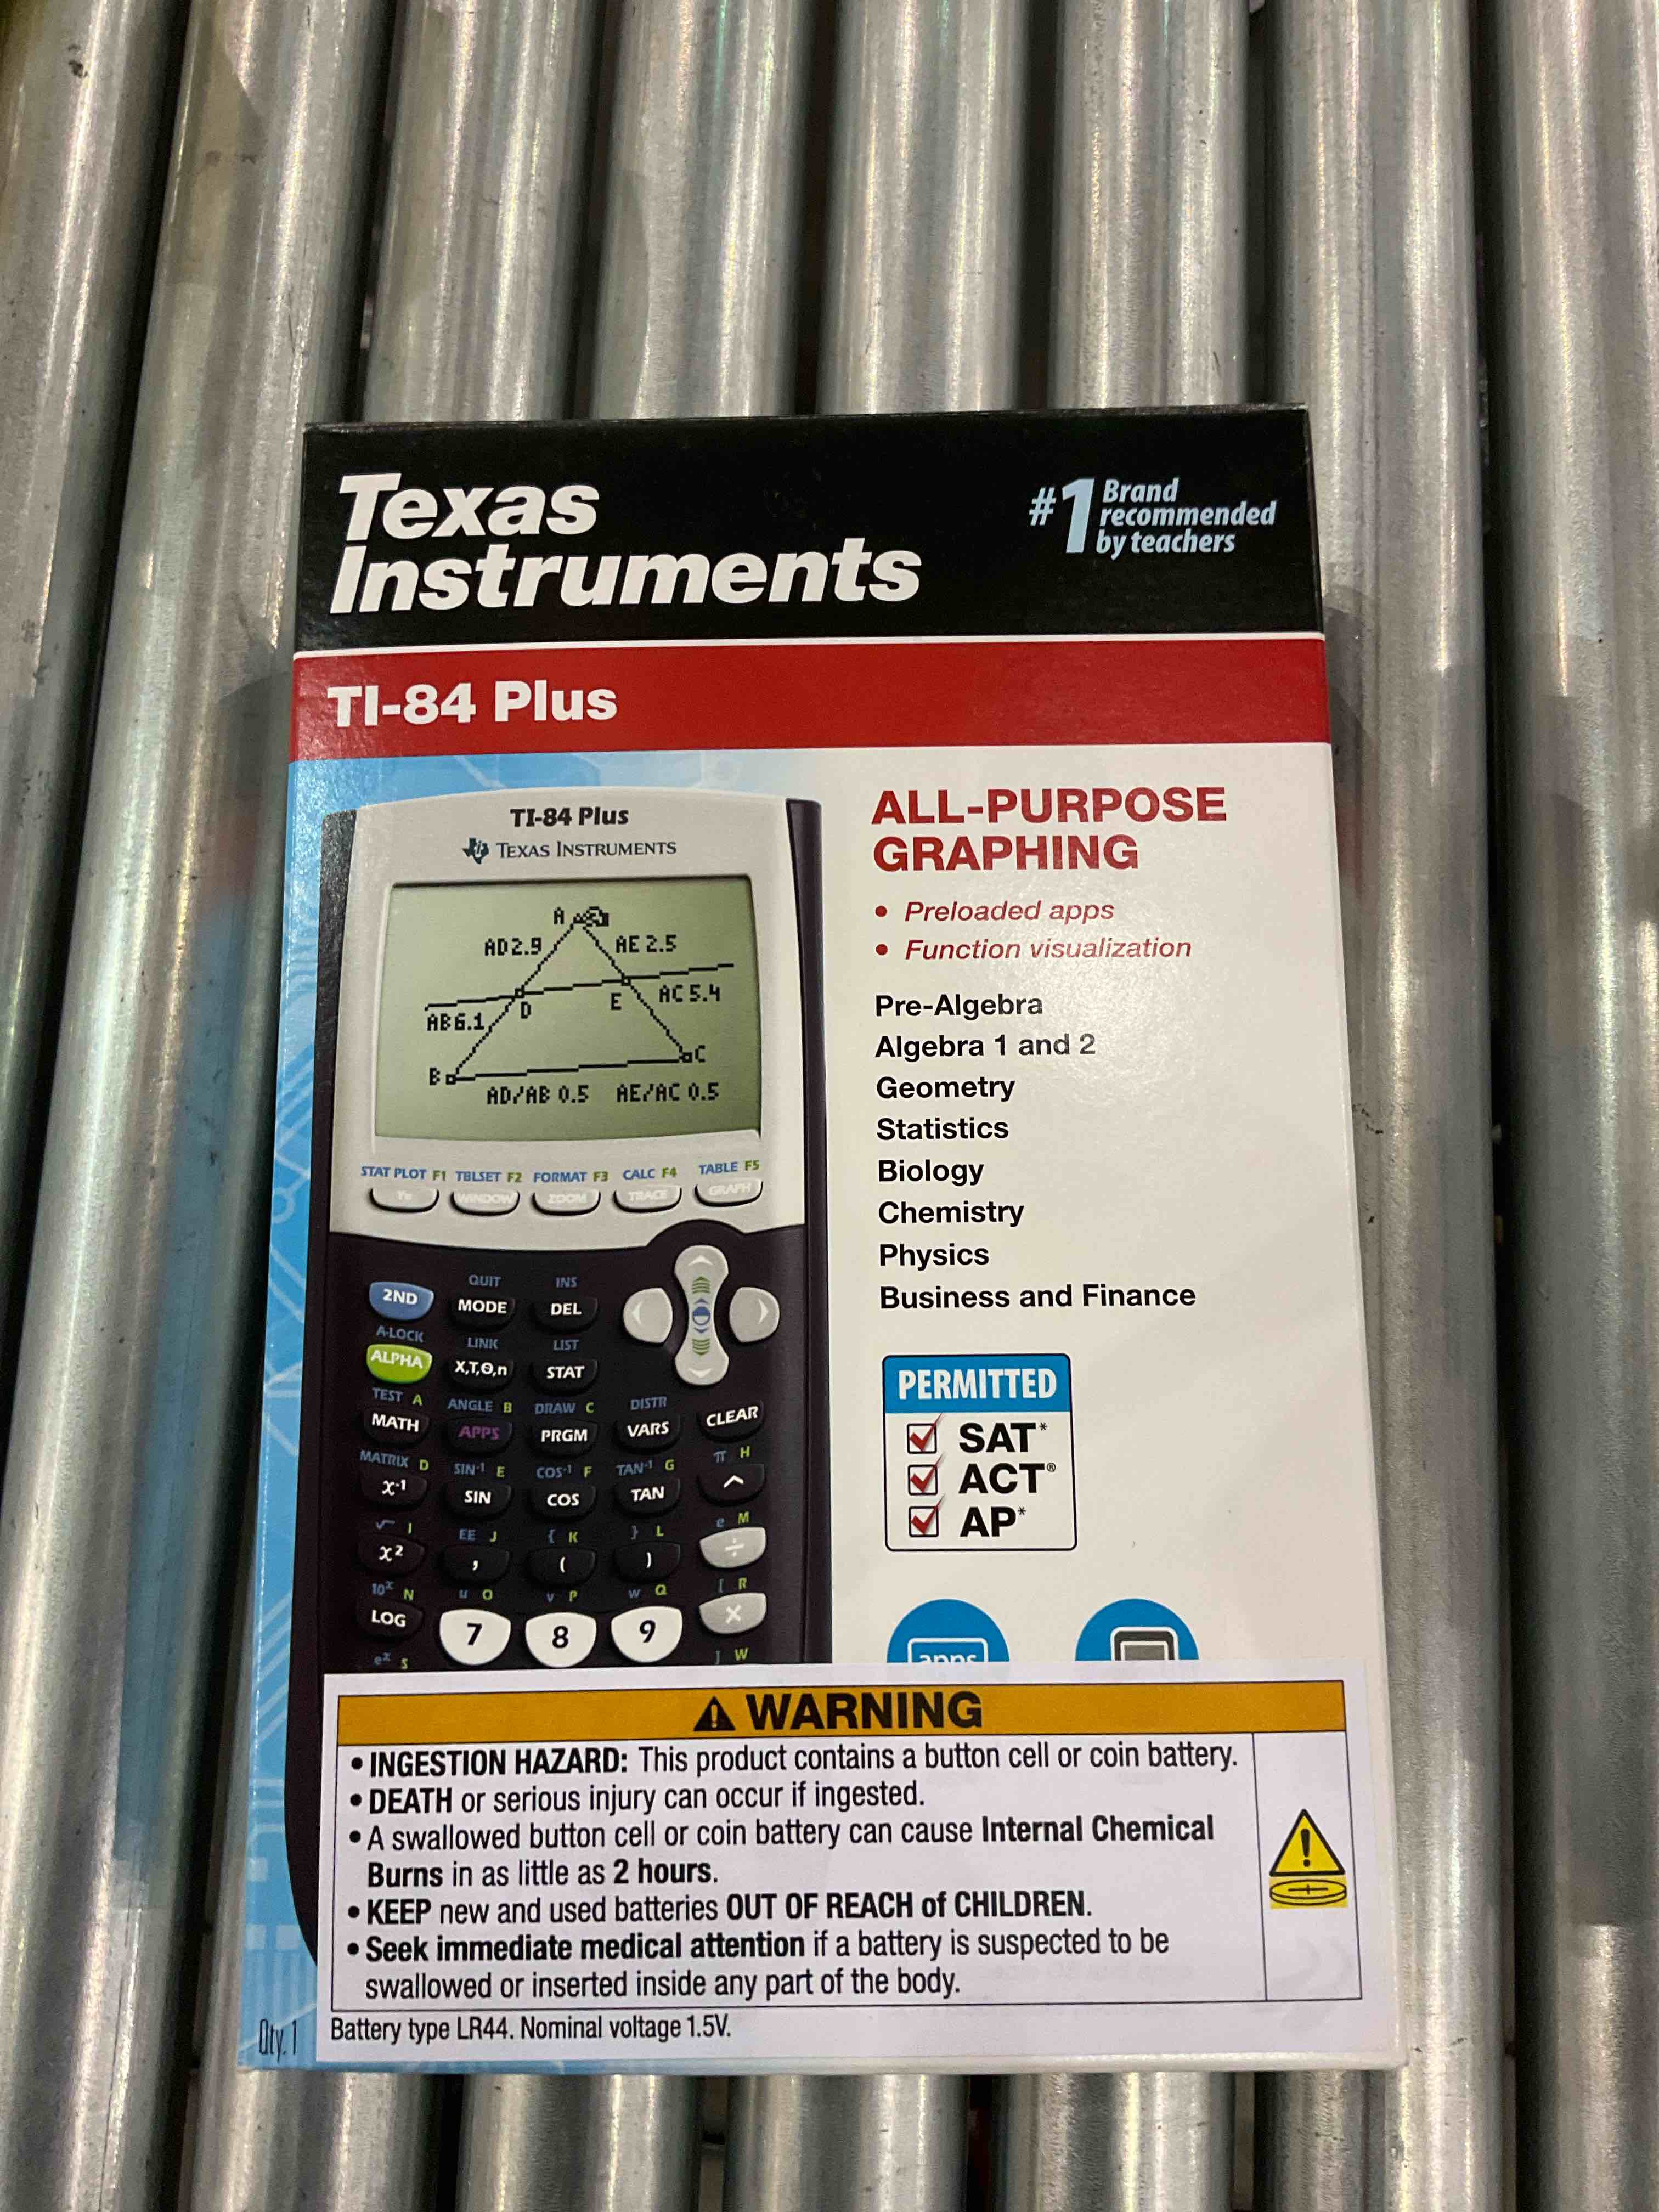 Texas
Instruments
#1 Brand
recommended
by teachers
TI-84 Plus
TI-84 Plus
TEXAS INSTRUMENTS
A
AD 2.9
AE 2.5
AC 5.4
E
D
AB 6.1
C
B
AD/AB 0.5 AE/AC 0.5
STAT PLOT F1 TBLSET F2 FORMAT F3 CALC F4 TABLE F5
Y= WINDOW ZOOM TRACE GRAPH
QUIT INS
2ND MODE DEL
A-LOCK LINK LIST
ALPHA X,T,Θ,n STAT
TEST A ANGLE B DRAW C DISTR
MATH APPS PRGM VARS CLEAR
MATRIX D SIN-1 E COS-1 F TAN-1 G π H
x-1 SIN COS TAN ^
√ I EE J { K } L e M
x2 , ( ) ÷
10x N u O v P w Q [ R
LOG 7 8 9 ×
ex S ] W
ALL-PURPOSE
GRAPHING
• Preloaded apps
• Function visualization
Pre-Algebra
Algebra 1 and 2
Geometry
Statistics
Biology
Chemistry
Physics
Business and Finance
PERMITTED
SAT*
ACT®
AP*
apps
WARNING
• INGESTION HAZARD: This product contains a button cell or coin battery.
• DEATH or serious injury can occur if ingested.
• A swallowed button cell or coin battery can cause Internal Chemical
Burns in as little as 2 hours.
• KEEP new and used batteries OUT OF REACH of CHILDREN.
• Seek immediate medical attention if a battery is suspected to be
swallowed or inserted inside any part of the body.
Qty. 1
Battery type LR44. Nominal voltage 1.5V.